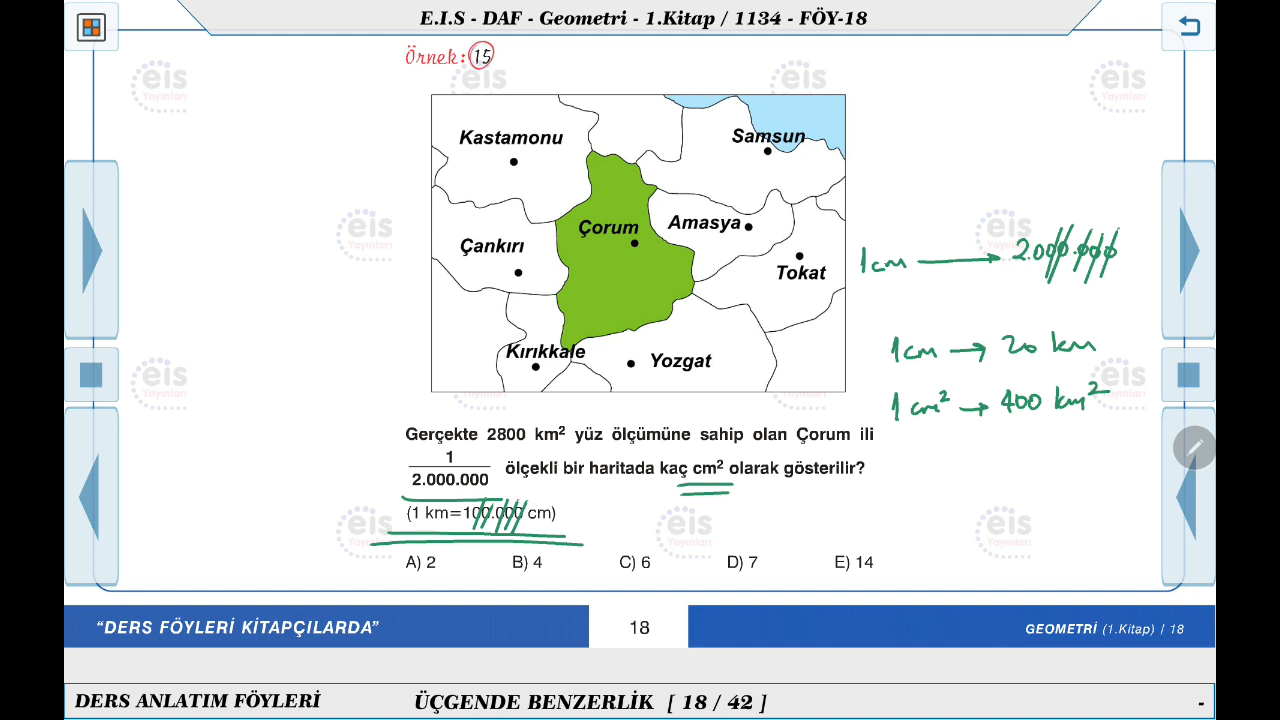 E.I.S - DAF - Geometri - 1.Kitap / 1134 - FÖY-18
Örnek: 15
eis Yayınları
Kastamonu
Samsun
Çorum
Amasya
Çankırı
Tokat
Kırıkkale
Yozgat
1cm → 2.000.000
1cm → 20 km
1 cm² → 400 km²
Gerçekte 2800 km² yüz ölçümüne sahip olan Çorum ili
1
2.000.000
ölçekli bir haritada kaç cm² olarak gösterilir?
(1 km=100.000 cm)
A) 2 B) 4 C) 6 D) 7 E) 14
"DERS FÖYLERİ KİTAPÇILARDA"
18
GEOMETRİ (1.Kitap) / 18
DERS ANLATIM FÖYLERİ
ÜÇGENDE BENZERLİK [ 18 / 42 ]
-